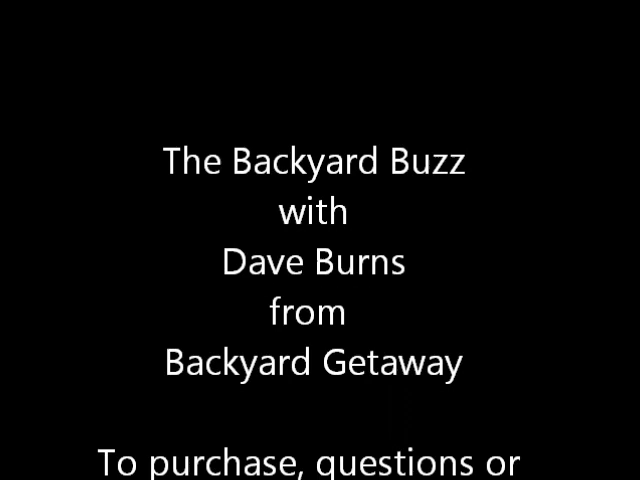 The Backyard Buzz
with
Dave Burns
from
Backyard Getaway
To purchase, questions or